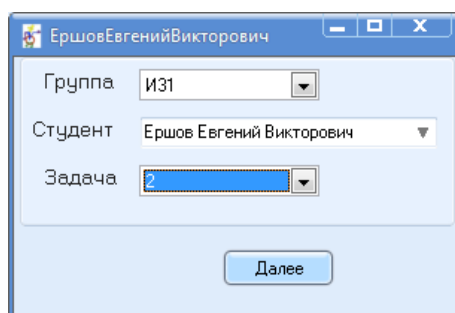 ЕршовЕвгенийВикторович
Группа И31
Студент Ершов Евгений Викторович
Задача 2
Далее